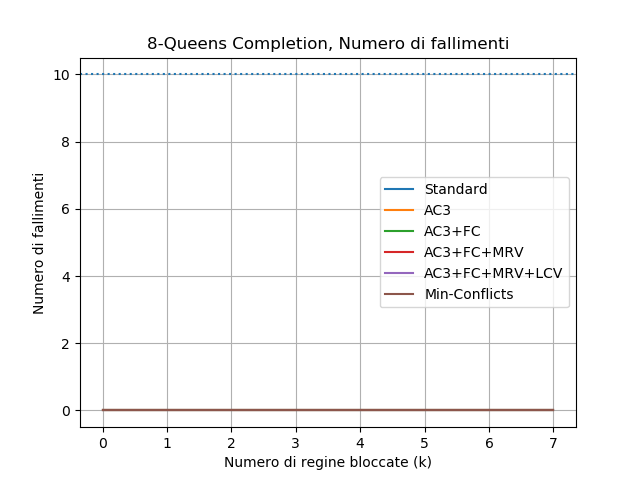 8-Queens Completion, Numero di fallimenti
Numero di fallimenti
10
8
6
4
2
0
Standard
AC3
AC3+FC
AC3+FC+MRV
AC3+FC+MRV+LCV
Min-Conflicts
0 1 2 3 4 5 6 7
Numero di regine bloccate (k)